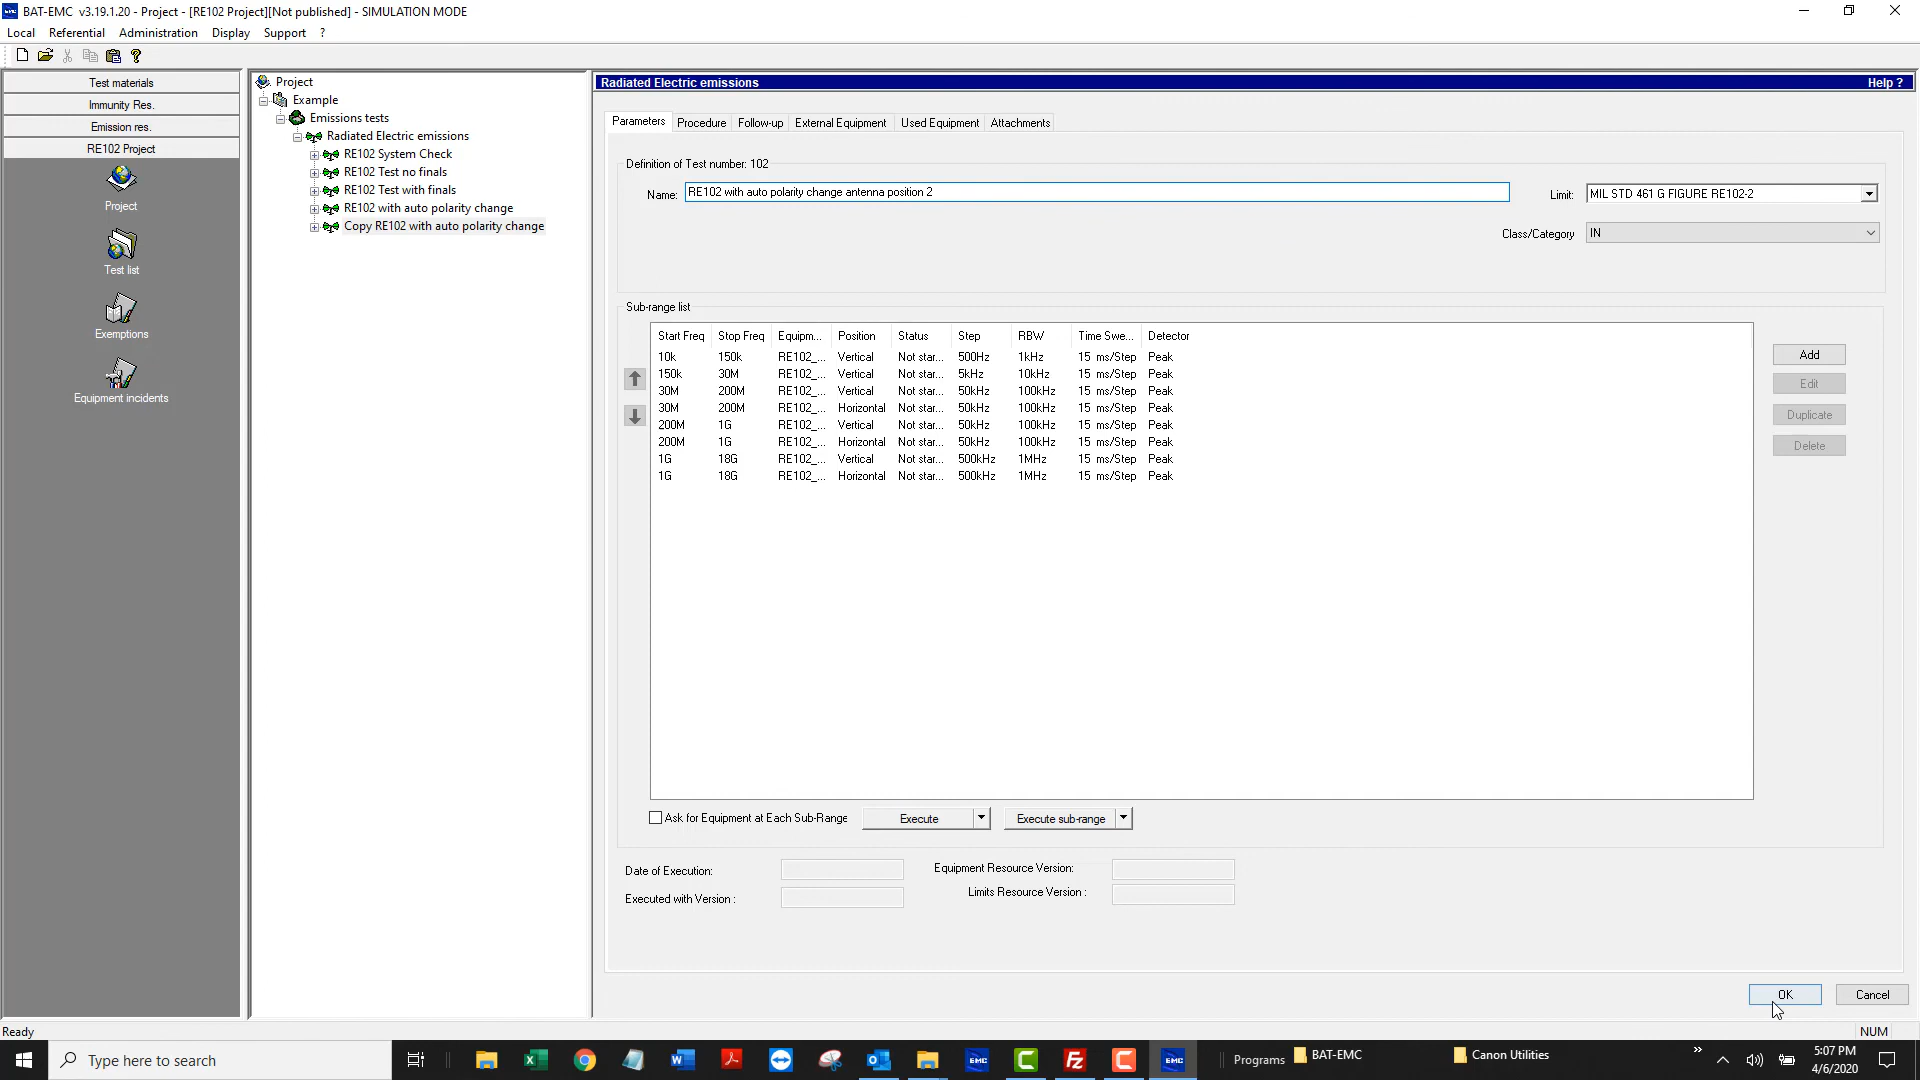 BAT-EMC v3.19.1.20 - Project - [RE102 Project][Not published] - SIMULATION MODE
Local Referential Administration Display Support ?
Test materials
Immunity Res.
Emission res.
RE102 Project
Project
Test list
Exemptions
Equipment incidents
Project
Example
Emissions tests
Radiated Electric emissions
RE102 System Check
RE102 Test no finals
RE102 Test with finals
RE102 with auto polarity change
Copy RE102 with auto polarity change
Radiated Electric emissions Help ?
Parameters Procedure Follow-up External Equipment Used Equipment Attachments
Definition of Test number: 102
Name: RE102 with auto polarity change antenna position 2 Limit: MIL STD 461 G FIGURE RE102-2
Class/Category IN
Sub-range list
Start Freq Stop Freq Equipm... Position Status Step RBW Time Swe... Detector
10k 150k RE102_... Vertical Not star... 500Hz 1kHz 15 ms/Step Peak
150k 30M RE102_... Vertical Not star... 5kHz 10kHz 15 ms/Step Peak
30M 200M RE102_... Vertical Not star... 50kHz 100kHz 15 ms/Step Peak
30M 200M RE102_... Horizontal Not star... 50kHz 100kHz 15 ms/Step Peak
200M 1G RE102_... Vertical Not star... 50kHz 100kHz 15 ms/Step Peak
200M 1G RE102_... Horizontal Not star... 50kHz 100kHz 15 ms/Step Peak
1G 18G RE102_... Vertical Not star... 500kHz 1MHz 15 ms/Step Peak
1G 18G RE102_... Horizontal Not star... 500kHz 1MHz 15 ms/Step Peak
Add
Edit
Duplicate
Delete
Ask for Equipment at Each Sub-Range Execute Execute sub-range
Date of Execution: Equipment Resource Version:
Executed with Version : Limits Resource Version :
OK Cancel
Ready NUM
Type here to search
EMC
EMC
Programs BAT-EMC Canon Utilities
5:07 PM
4/6/2020